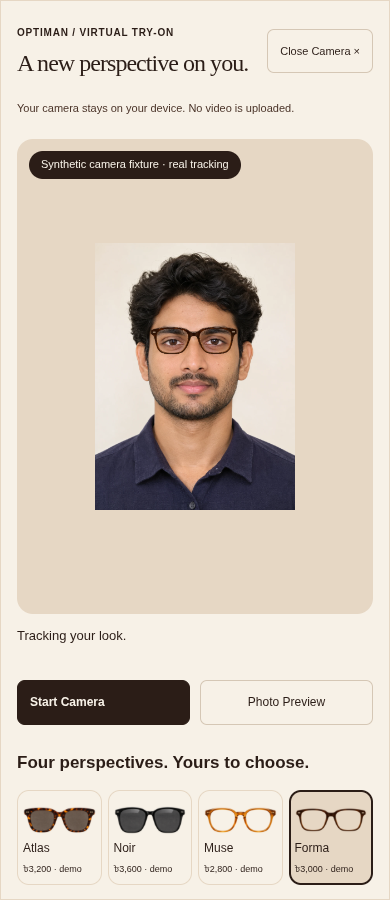 OPTIMAN / VIRTUAL TRY-ON
A new perspective on you.
Close Camera ×
Your camera stays on your device. No video is uploaded.
Synthetic camera fixture · real tracking
Tracking your look.
Start Camera
Photo Preview
Four perspectives. Yours to choose.
Atlas
৳3,200 · demo
Noir
৳3,600 · demo
Muse
৳2,800 · demo
Forma
৳3,000 · demo